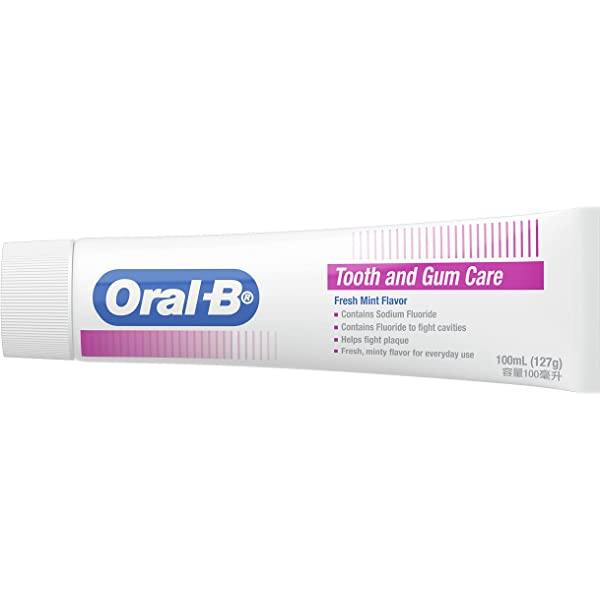 Oral-B®
Tooth and Gum Care
Fresh Mint Flavor
▪ Contains Sodium Fluoride
▪ Contains Fluoride to fight cavities
▪ Helps fight plaque
▪ Fresh, minty flavor for everyday use
100mL (127g)
容量100毫升